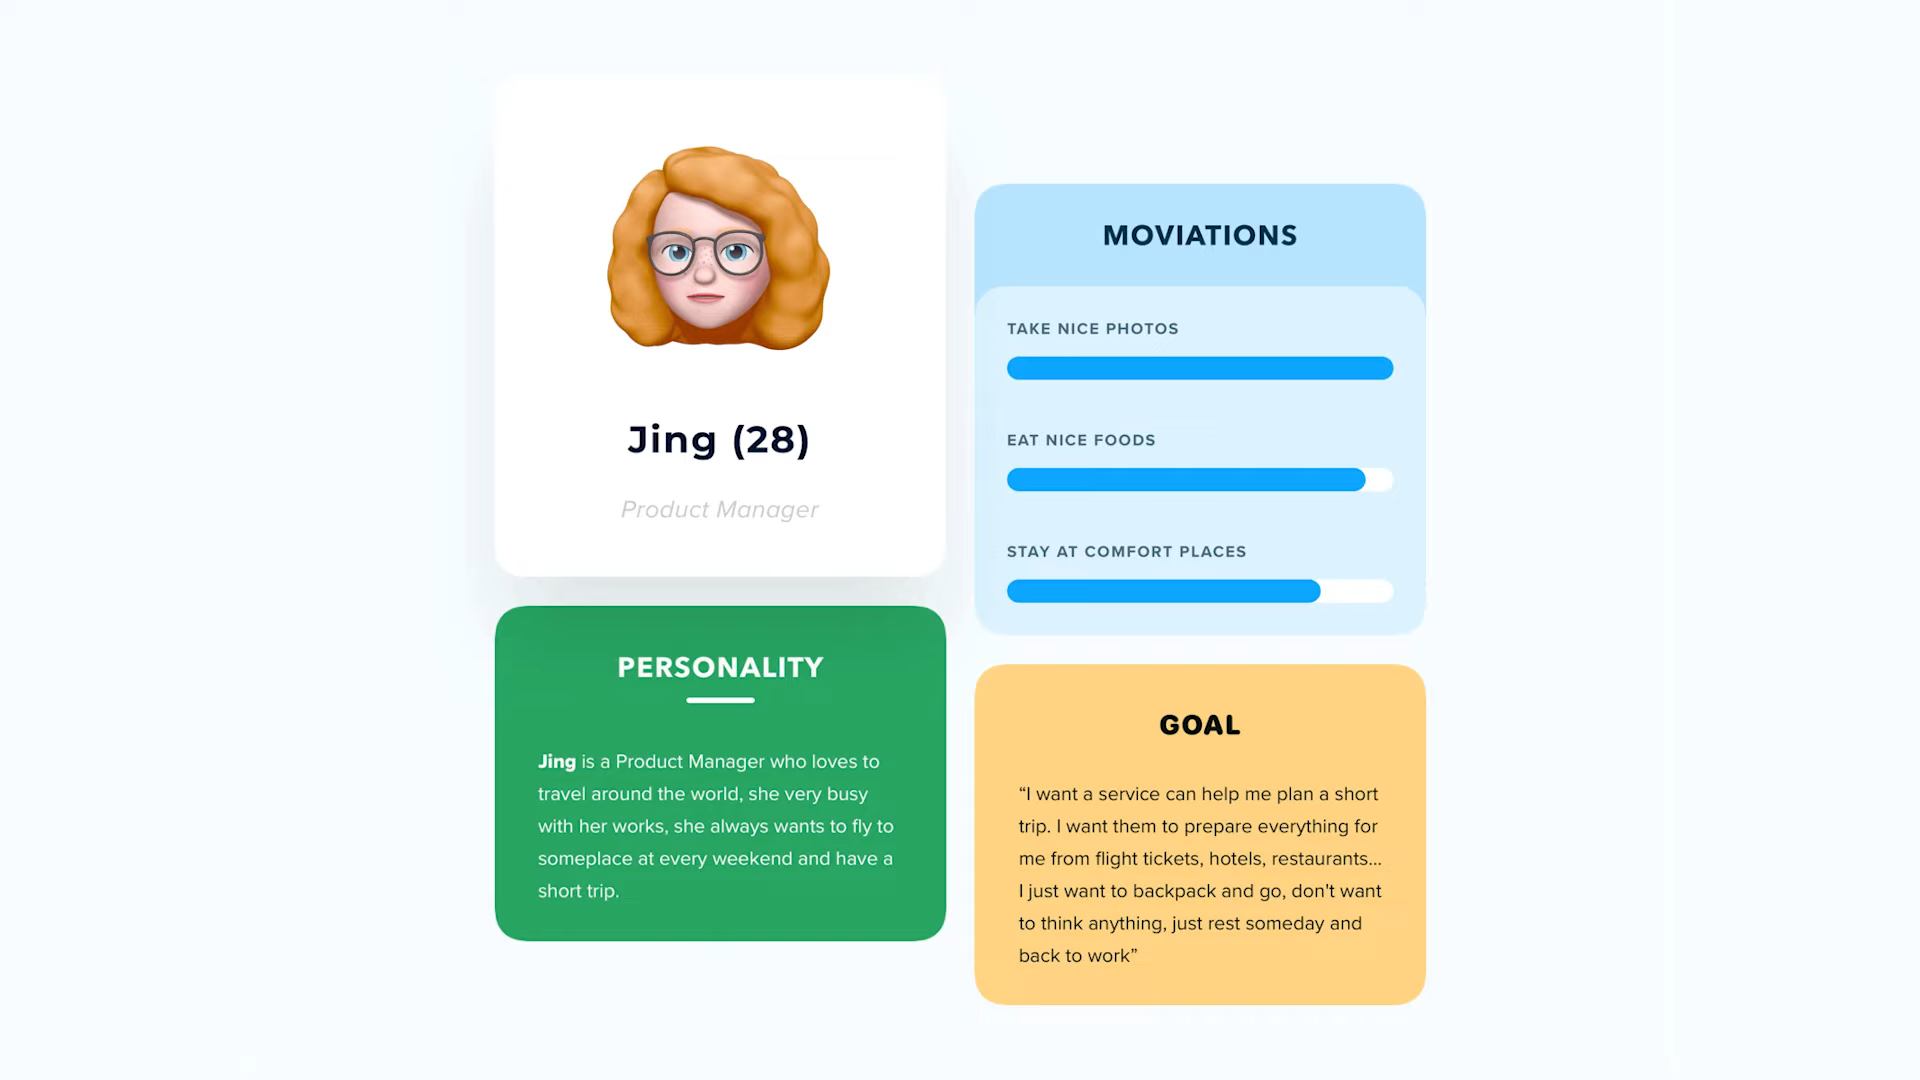 Jing (28)
Product Manager
PERSONALITY
Jing is a Product Manager who loves to
travel around the world, she very busy
with her works, she always wants to fly to
someplace at every weekend and have a
short trip.
MOVIATIONS
TAKE NICE PHOTOS
EAT NICE FOODS
STAY AT COMFORT PLACES
GOAL
“I want a service can help me plan a short
trip. I want them to prepare everything for
me from flight tickets, hotels, restaurants...
I just want to backpack and go, don't want
to think anything, just rest someday and
back to work”